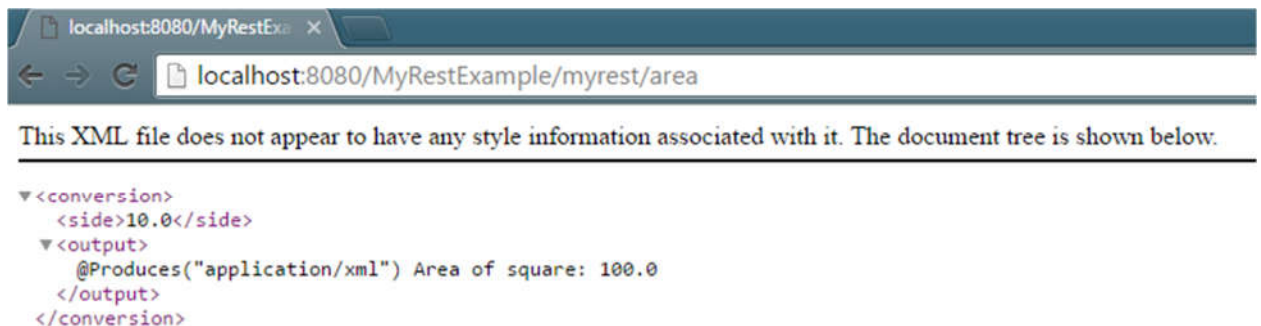 localhost:8080/MyRestExa
localhost:8080/MyRestExample/myrest/area
This XML file does not appear to have any style information associated with it. The document tree is shown below.
<conversion>
<side>10.0</side>
<output>
@Produces("application/xml") Area of square: 100.0
</output>
</conversion>